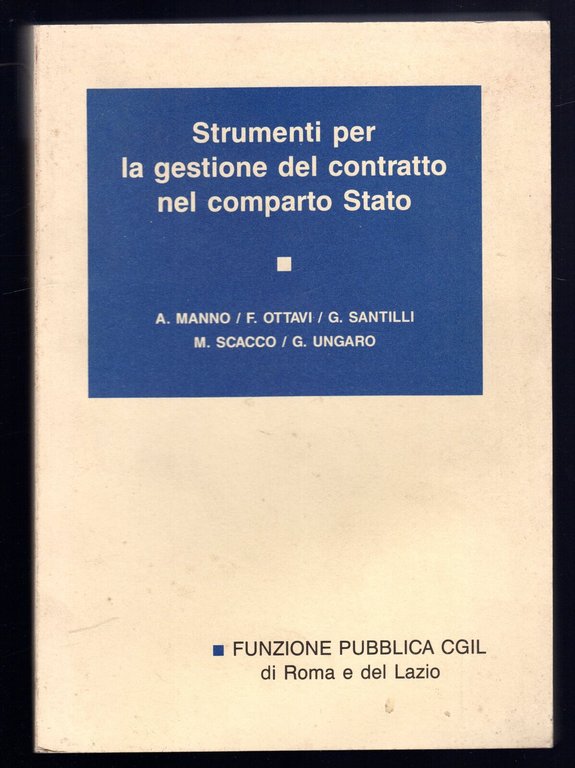 Strumenti per
la gestione del contratto
nel comparto Stato
A. MANNO / F. OTTAVI / G. SANTILLI
M. SCACCO / G. UNGARO
FUNZIONE PUBBLICA CGIL
di Roma e del Lazio